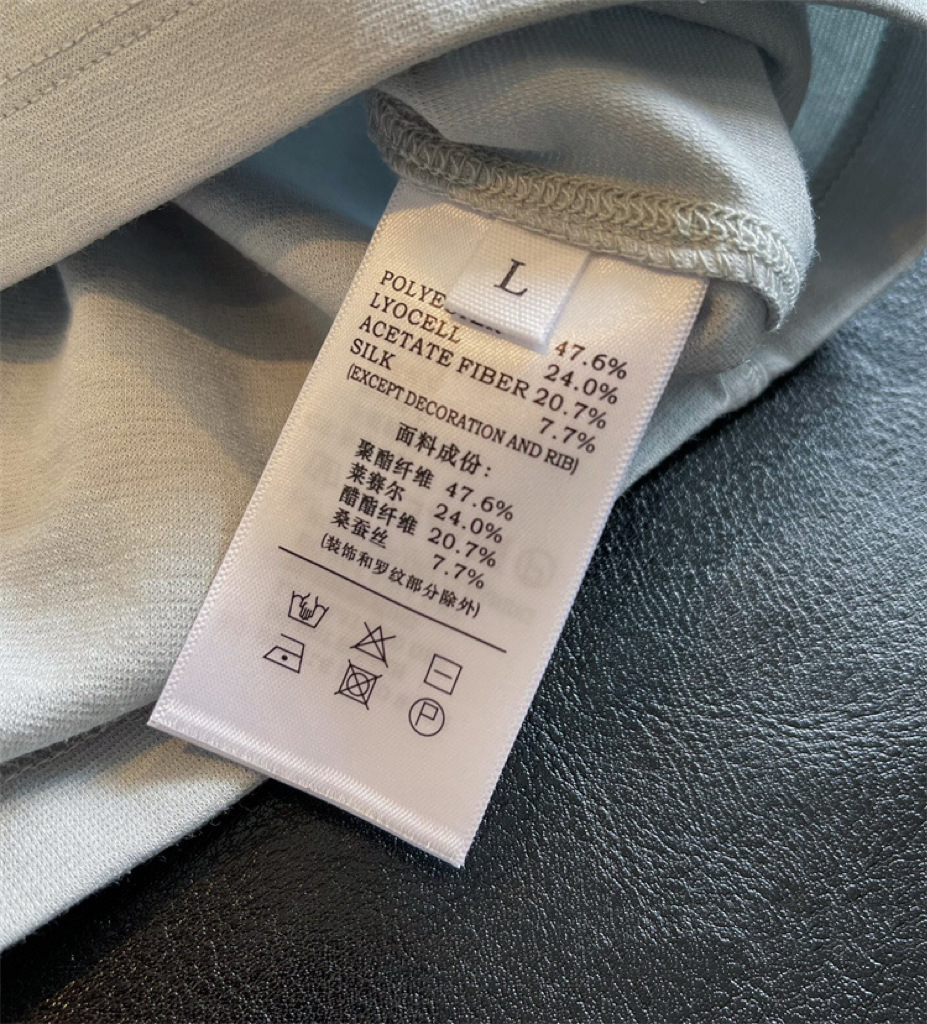 L
POLYESTER 47.6%
LYOCELL 24.0%
ACETATE FIBER 20.7%
SILK 7.7%
(EXCEPT DECORATION AND RIB)
面料成份:
聚酯纤维 47.6%
莱赛尔 24.0%
醋酯纤维 20.7%
桑蚕丝 7.7%
(装饰和罗纹部分除外)
P